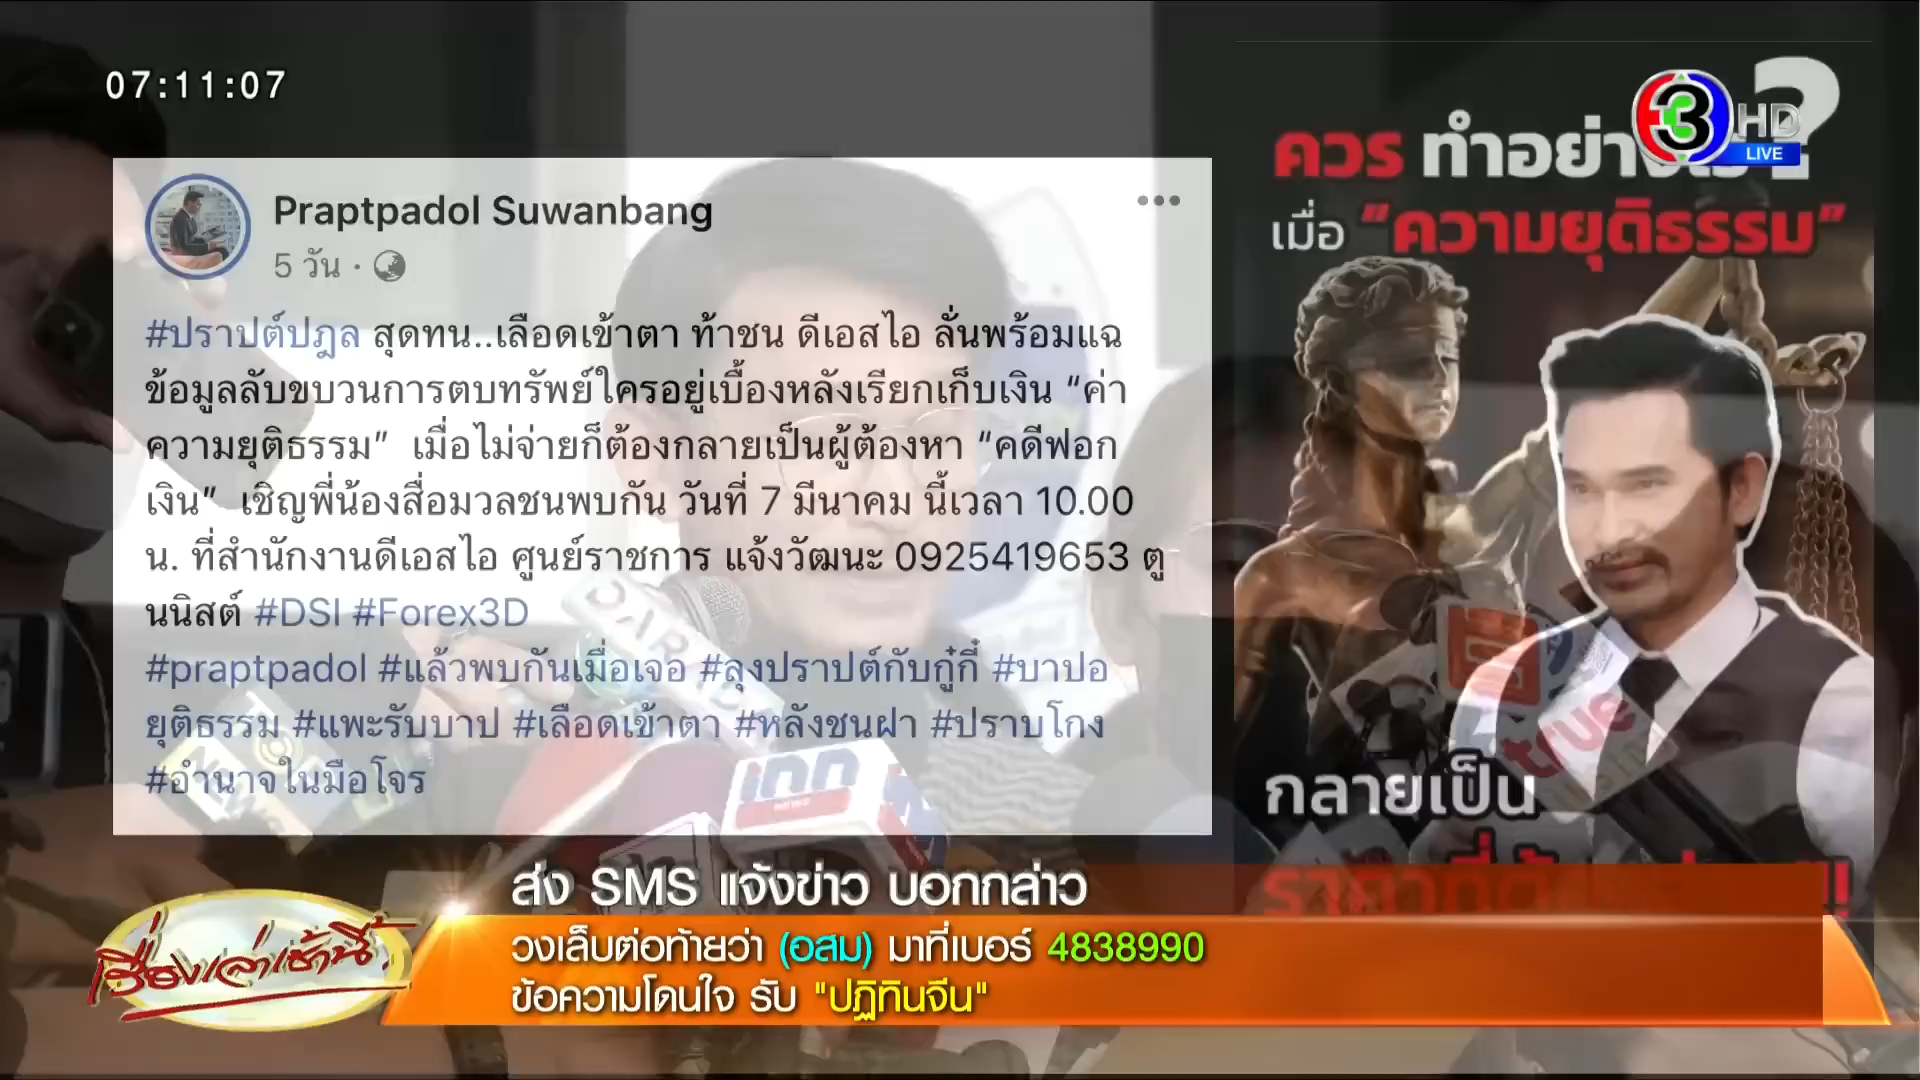 07:11:07
3 HD
LIVE
ควร ทำอย่างไร ?
เมื่อ “ความยุติธรรม”
Praptpadol Suwanbang
5 วัน ·
#ปราปต์ปฎล สุดทน..เลือดเข้าตา ท้าชน ดีเอสไอ ลั่นพร้อมแฉ
ข้อมูลลับขบวนการตบทรัพย์ใครอยู่เบื้องหลังเรียกเก็บเงิน “ค่า
ความยุติธรรม” เมื่อไม่จ่ายก็ต้องกลายเป็นผู้ต้องหา “คดีฟอก
เงิน” เชิญพี่น้องสื่อมวลชนพบกัน วันที่ 7 มีนาคม นี้เวลา 10.00
น. ที่สำนักงานดีเอสไอ ศูนย์ราชการ แจ้งวัฒนะ 0925419653 ตู
นนิสต์ #DSI #Forex3D
#praptpadol #แล้วพบกันเมื่อเจอ #ลุงปราปต์กับกู๋กี๋ #บาปอ
ยุติธรรม #แพะรับบาป #เลือดเข้าตา #หลังชนฝา #ปราบโกง
#อำนาจในมือโจร
กลายเป็น
true
เรื่องเล่าเช้านี้
ส่ง SMS แจ้งข่าว บอกกล่าว
วงเล็บต่อท้ายว่า (อสม) มาที่เบอร์ 4838990
ข้อความโดนใจ รับ "ปฏิทินจีน"